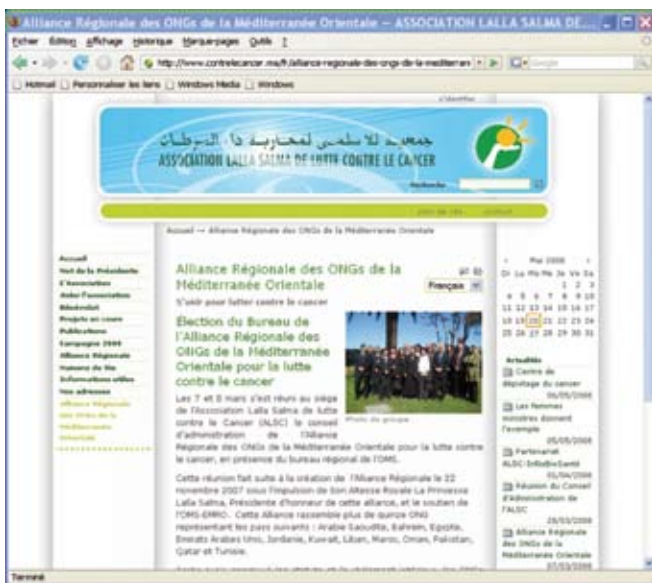 Alliance Régionale des ONGs de la Méditerranée Orientale — ASSOCIATION LALLA SALMA DE...
Fichier Édition Affichage Historique Marque-pages Outils ?
http://www.contrelecancer.ma/fr/alliance-regionale-des-ongs-de-la-mediterran
Hotmail Personnaliser les liens Windows Media Windows
ASSOCIATION LALLA SALMA DE LUTTE CONTRE LE CANCER
Recherche
contact
Accueil → Alliance Régionale des ONGs de la Méditerranée Orientale
Accueil
Mot de la Présidente
L'Association
Aider l'association
Bénévolat
Projets en cours
Publications
Campagne 2008
Alliance Régionale
Maisons de Vie
Informations utiles
Nos adresses
Alliance Régionale
des ONGs de la
Méditerranée
Orientale
Alliance Régionale des ONGs de la
Méditerranée Orientale
Français
S'unir pour lutter contre le cancer
Élection du Bureau de
l'Alliance Régionale des
ONGs de la Méditerranée
Orientale pour la lutte
contre le cancer
Photo de groupe
Les 7 et 8 mars s'est réuni au siège
de l'Association Lalla Salma de lutte
contre le Cancer (ALSC) le conseil
d'administration de l'Alliance
Régionale des ONGs de la Méditerranée Orientale pour la lutte contre
le cancer, en présence du bureau régional de l'OMS.
Cette réunion fait suite à la création de l'Alliance Régionale le 22
novembre 2007 sous l'impulsion de Son Altesse Royale La Princesse
Lalla Salma, Présidente d'honneur de cette alliance, et le soutien de
l'OMS-EMRO. Cette Alliance rassemble plus de quinze ONG
représentant les pays suivants : Arabie Saoudite, Bahrein, Egypte,
Emirats Arabes Unis, Jordanie, Kuwait, Liban, Maroc, Oman, Pakistan,
Qatar et Tunisie.
Mai 2008
Di Lu Ma Me Je Ve Sa
1 2 3
4 5 6 7 8 9 10
11 12 13 14 15 16 17
18 19 20 21 22 23 24
25 26 27 28 29 30 31
Actualités
Centre de
dépistage du cancer
06/05/2008
Les femmes
ministres donnent
l'exemple
05/05/2008
Partenariat
ALSC-InfoBioSanté
01/04/2008
Réunion du Conseil
d'Administration de
l'ALSC
28/03/2008
Alliance Régionale
des ONGs de la
Méditerranée Orientale
07/03/2008
Terminé